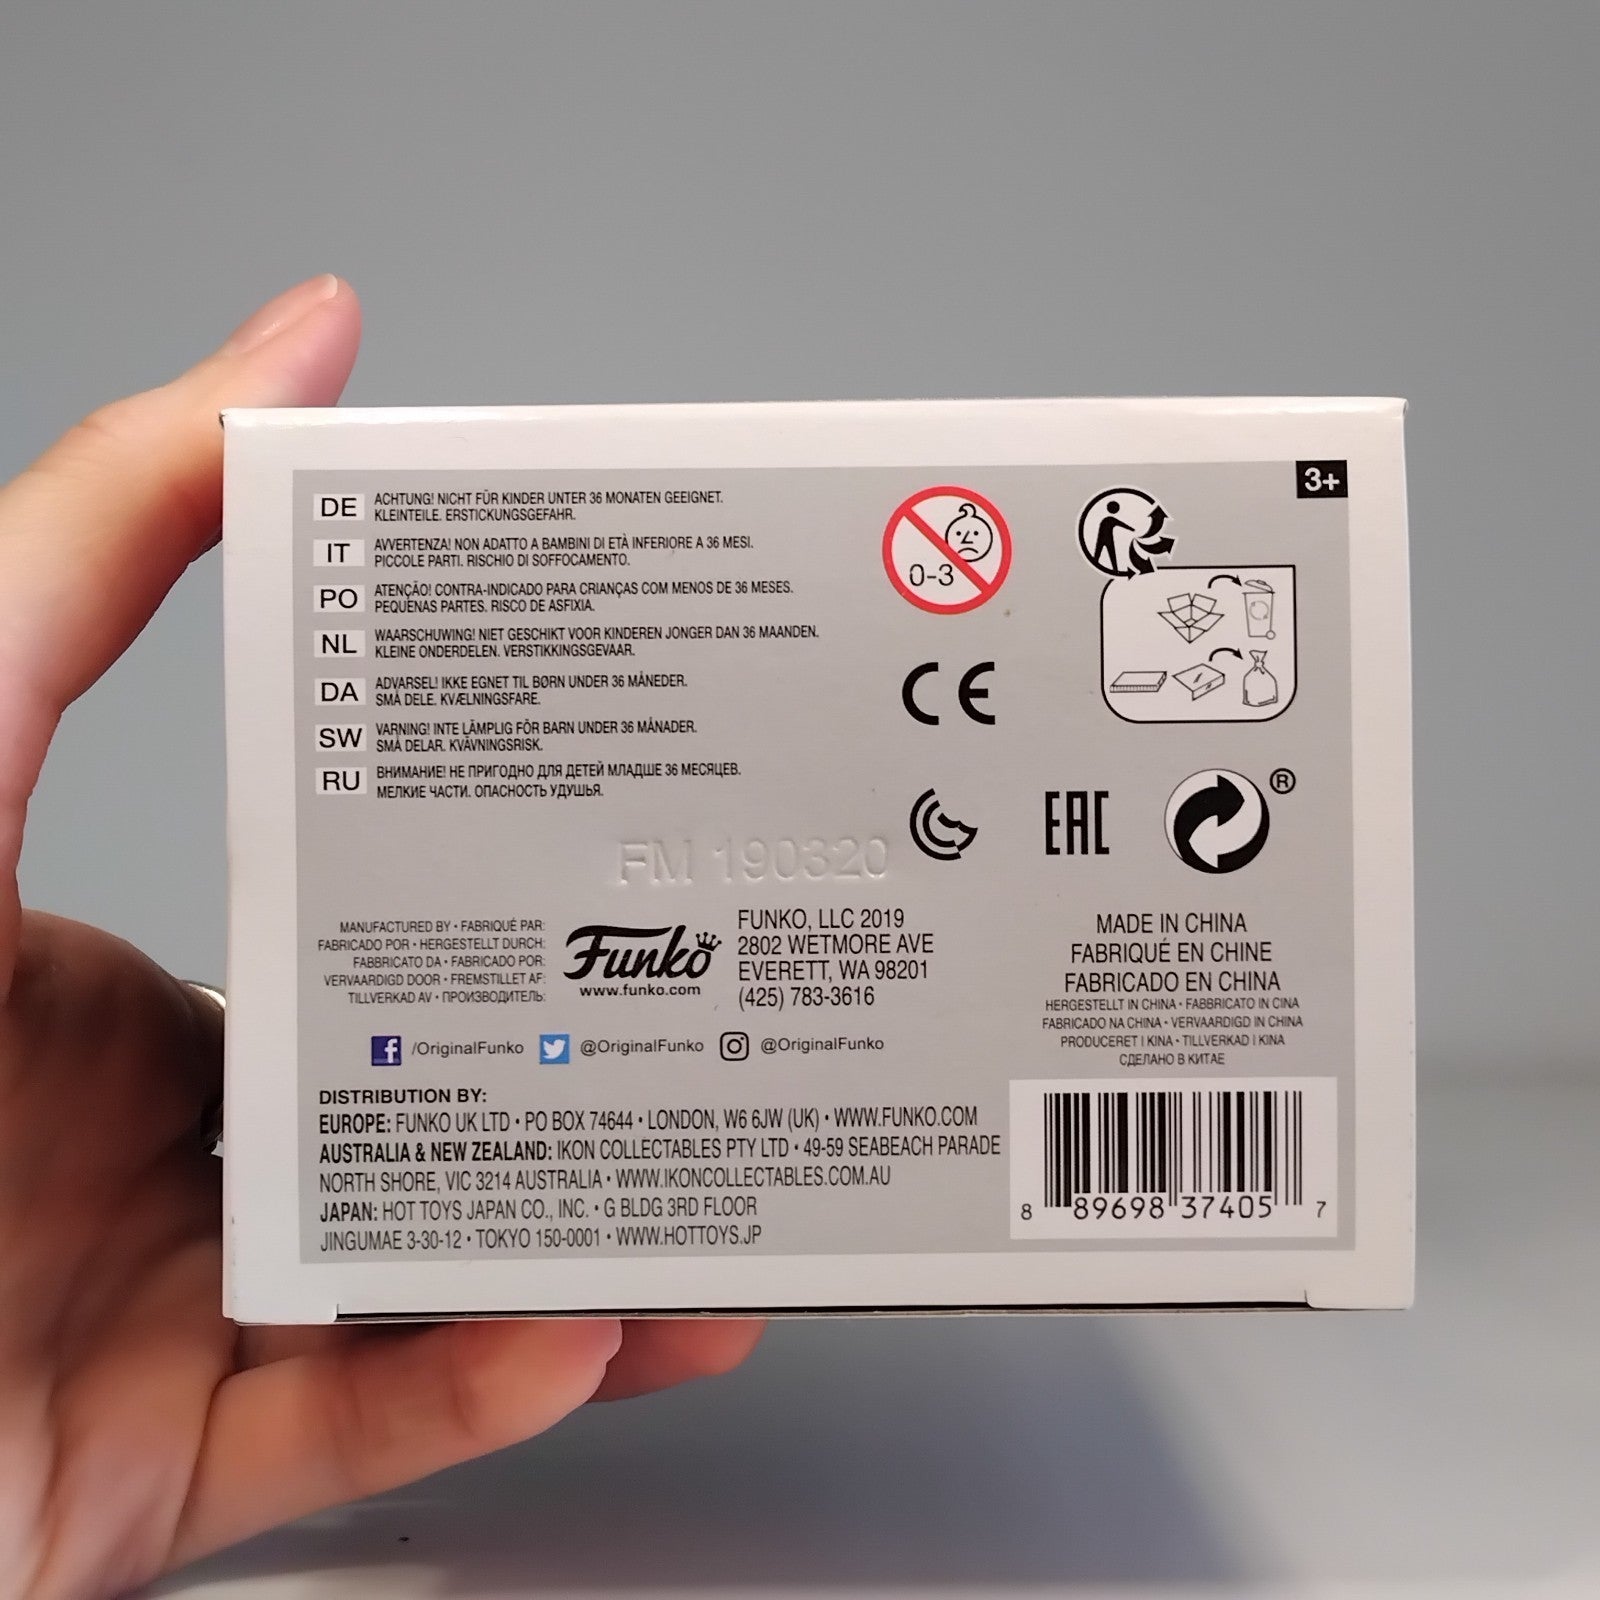 3+
DE ACHTUNG! NICHT FÜR KINDER UNTER 36 MONATEN GEEIGNET.
KLEINTEILE. ERSTICKUNGSGEFAHR.
IT AVVERTENZA! NON ADATTO A BAMBINI DI ETÀ INFERIORE A 36 MESI.
PICCOLE PARTI. RISCHIO DI SOFFOCAMENTO.
PO ATENÇÃO! CONTRA-INDICADO PARA CRIANÇAS COM MENOS DE 36 MESES.
PEQUENAS PARTES. RISCO DE ASFIXIA.
NL WAARSCHUWING! NIET GESCHIKT VOOR KINDEREN JONGER DAN 36 MAANDEN.
KLEINE ONDERDELEN. VERSTIKKINGSGEVAAR.
DA ADVARSEL! IKKE EGNET TIL BØRN UNDER 36 MÅNEDER.
SMÅ DELE. KVÆLNINGSFARE.
SW VARNING! INTE LÄMPLIG FÖR BARN UNDER 36 MÅNADER.
SMÅ DELAR. KVÄVNINGSRISK.
RU ВНИМАНИЕ! НЕ ПРИГОДНО ДЛЯ ДЕТЕЙ МЛАДШЕ 36 МЕСЯЦЕВ.
МЕЛКИЕ ЧАСТИ. ОПАСНОСТЬ УДУШЬЯ.
0-3
CE
EAC
®
FM 190320
MANUFACTURED BY • FABRIQUÉ PAR:
FABRICADO POR • HERGESTELLT DURCH:
FABBRICATO DA • FABRICADO POR:
VERVAARDIGD DOOR • FREMSTILLET AF:
TILLVERKAD AV • ПРОИЗВОДИТЕЛЬ:
Funko
www.funko.com
FUNKO, LLC 2019
2802 WETMORE AVE
EVERETT, WA 98201
(425) 783-3616
MADE IN CHINA
FABRIQUÉ EN CHINE
FABRICADO EN CHINA
HERGESTELLT IN CHINA • FABBRICATO IN CINA
FABRICADO NA CHINA • VERVAARDIGD IN CHINA
PRODUCERET I KINA • TILLVERKAD I KINA
СДЕЛАНО В КИТАЕ
f /OriginalFunko @OriginalFunko @OriginalFunko
DISTRIBUTION BY:
EUROPE: FUNKO UK LTD • PO BOX 74644 • LONDON, W6 6JW (UK) • WWW.FUNKO.COM
AUSTRALIA & NEW ZEALAND: IKON COLLECTABLES PTY LTD • 49-59 SEABEACH PARADE
NORTH SHORE, VIC 3214 AUSTRALIA • WWW.IKONCOLLECTABLES.COM.AU
JAPAN: HOT TOYS JAPAN CO., INC. • G BLDG 3RD FLOOR
JINGUMAE 3-30-12 • TOKYO 150-0001 • WWW.HOTTOYS.JP
8 89698 37405 7